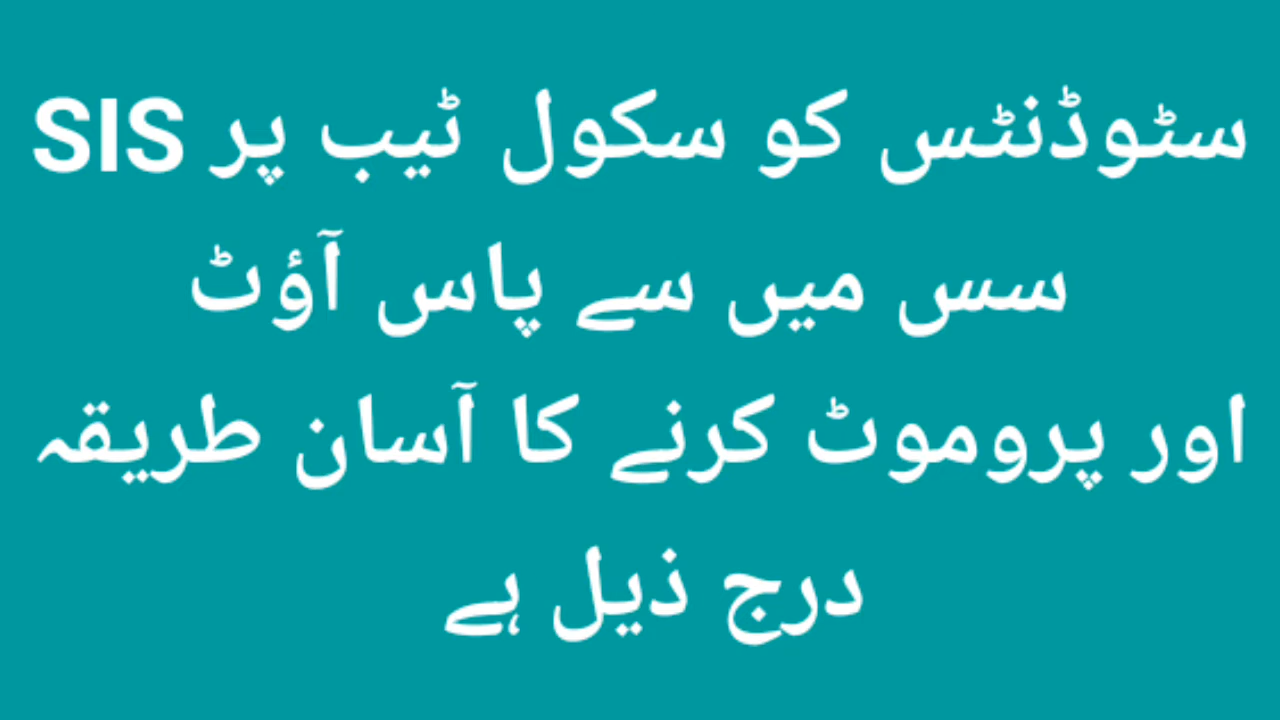 سٹوڈنٹس کو سکول ٹیب پر SIS
سس میں سے پاس آؤٹ
اور پروموٹ کرنے کا آسان طریقہ
درج ذیل ہے